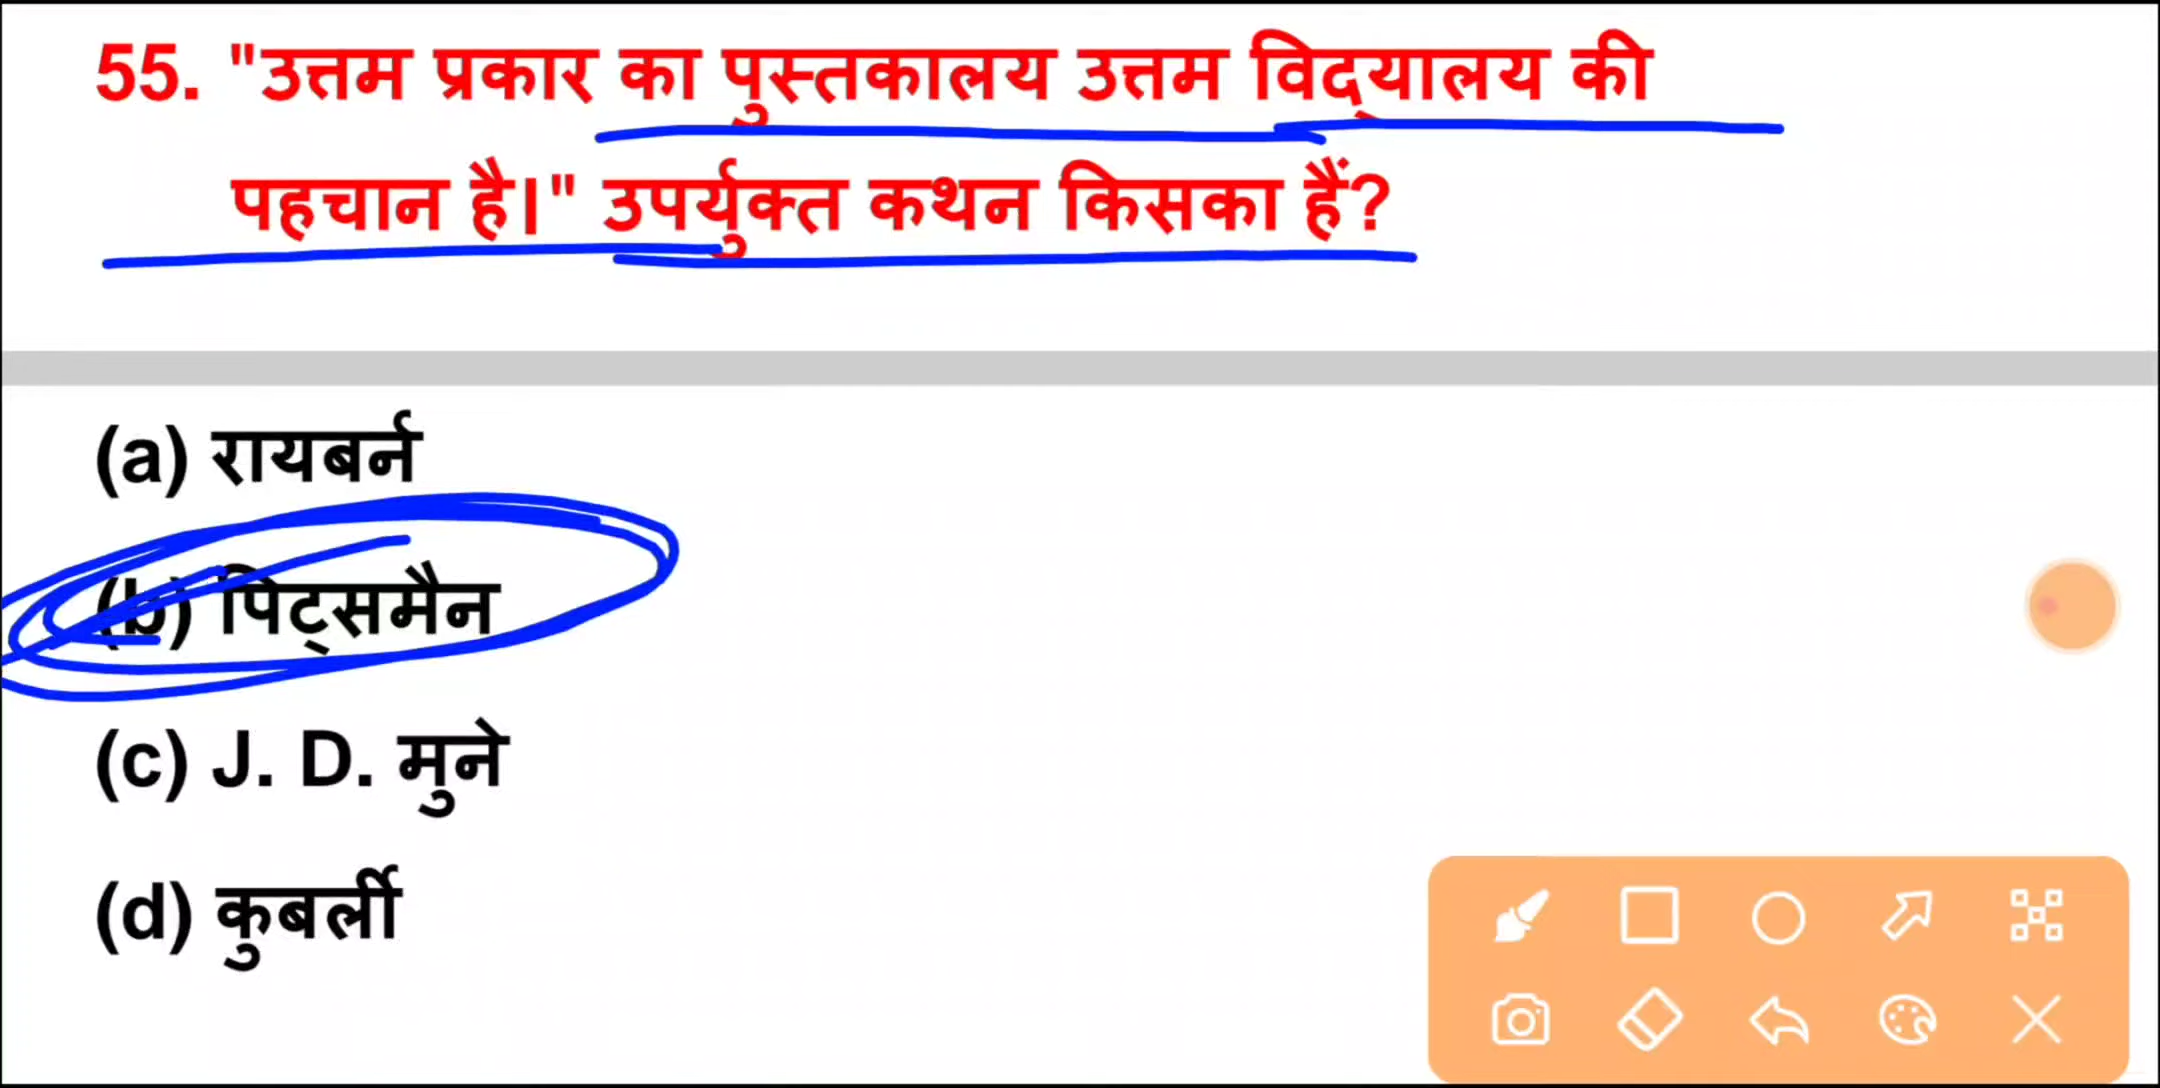 55. "उत्तम प्रकार का पुस्तकालय उत्तम विद्यालय की
पहचान है।" उपर्युक्त कथन किसका हैं?
(a) रायबर्न
(b) पिट्समैन
(c) J. D. मुने
(d) कुबर्ली